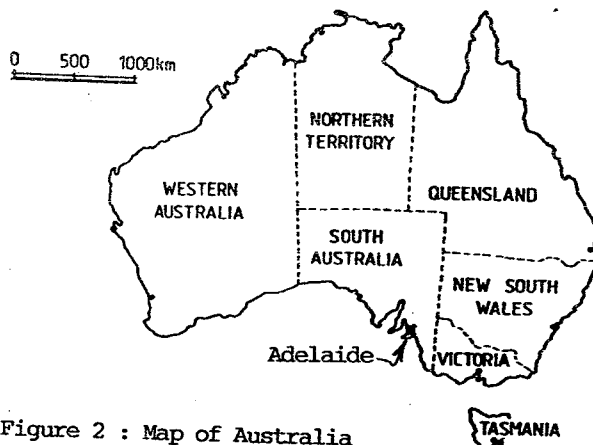 0 500 1000km
NORTHERN
TERRITORY
WESTERN
AUSTRALIA
QUEENSLAND
SOUTH
AUSTRALIA
NEW SOUTH
WALES
Adelaide
VICTORIA
Figure 2 : Map of Australia
TASMANIA